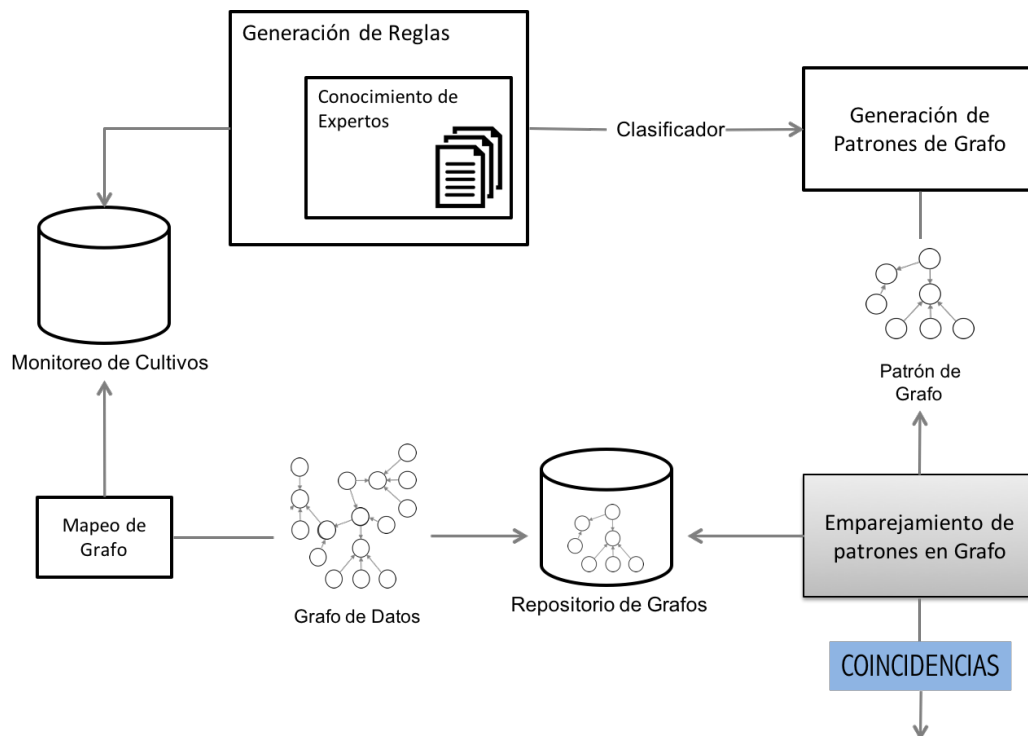 Generación de Reglas
Conocimiento de
Expertos
Clasificador
Generación de
Patrones de Grafo
Monitoreo de Cultivos
Patrón de
Grafo
Mapeo de
Grafo
Grafo de Datos
Repositorio de Grafos
Emparejamiento de
patrones en Grafo
COINCIDENCIAS